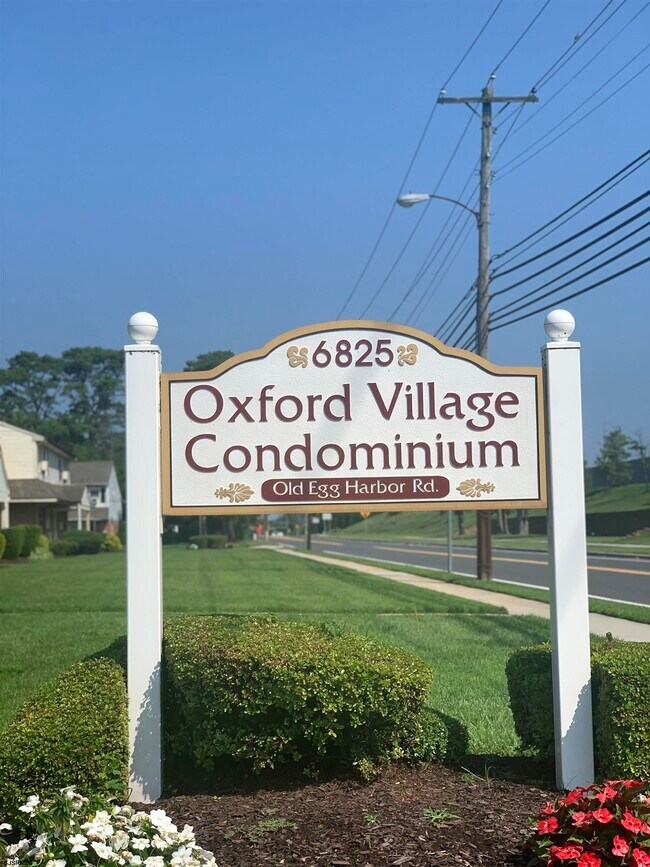 6825
Oxford Village
Condominium
Old Egg Harbor Rd.